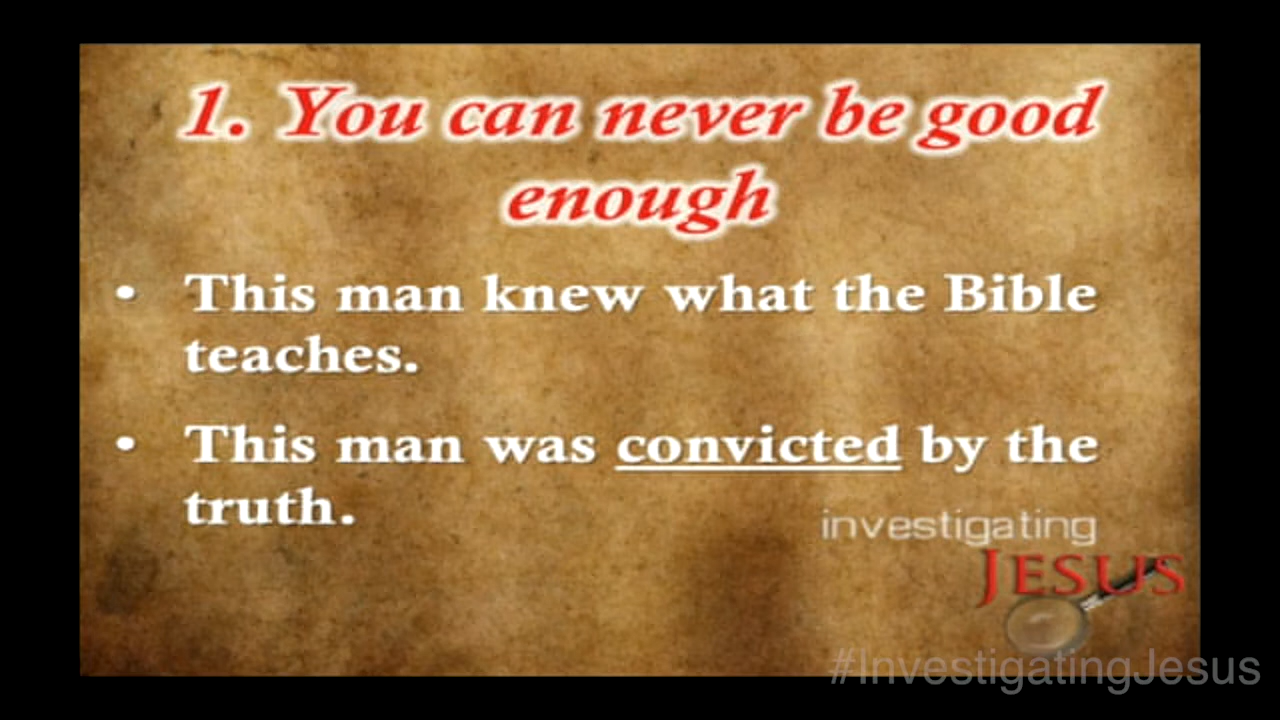 1. You can never be good
enough
• This man knew what the Bible
teaches.
• This man was convicted by the
truth.
investigating
JESUS
#InvestigatingJesus